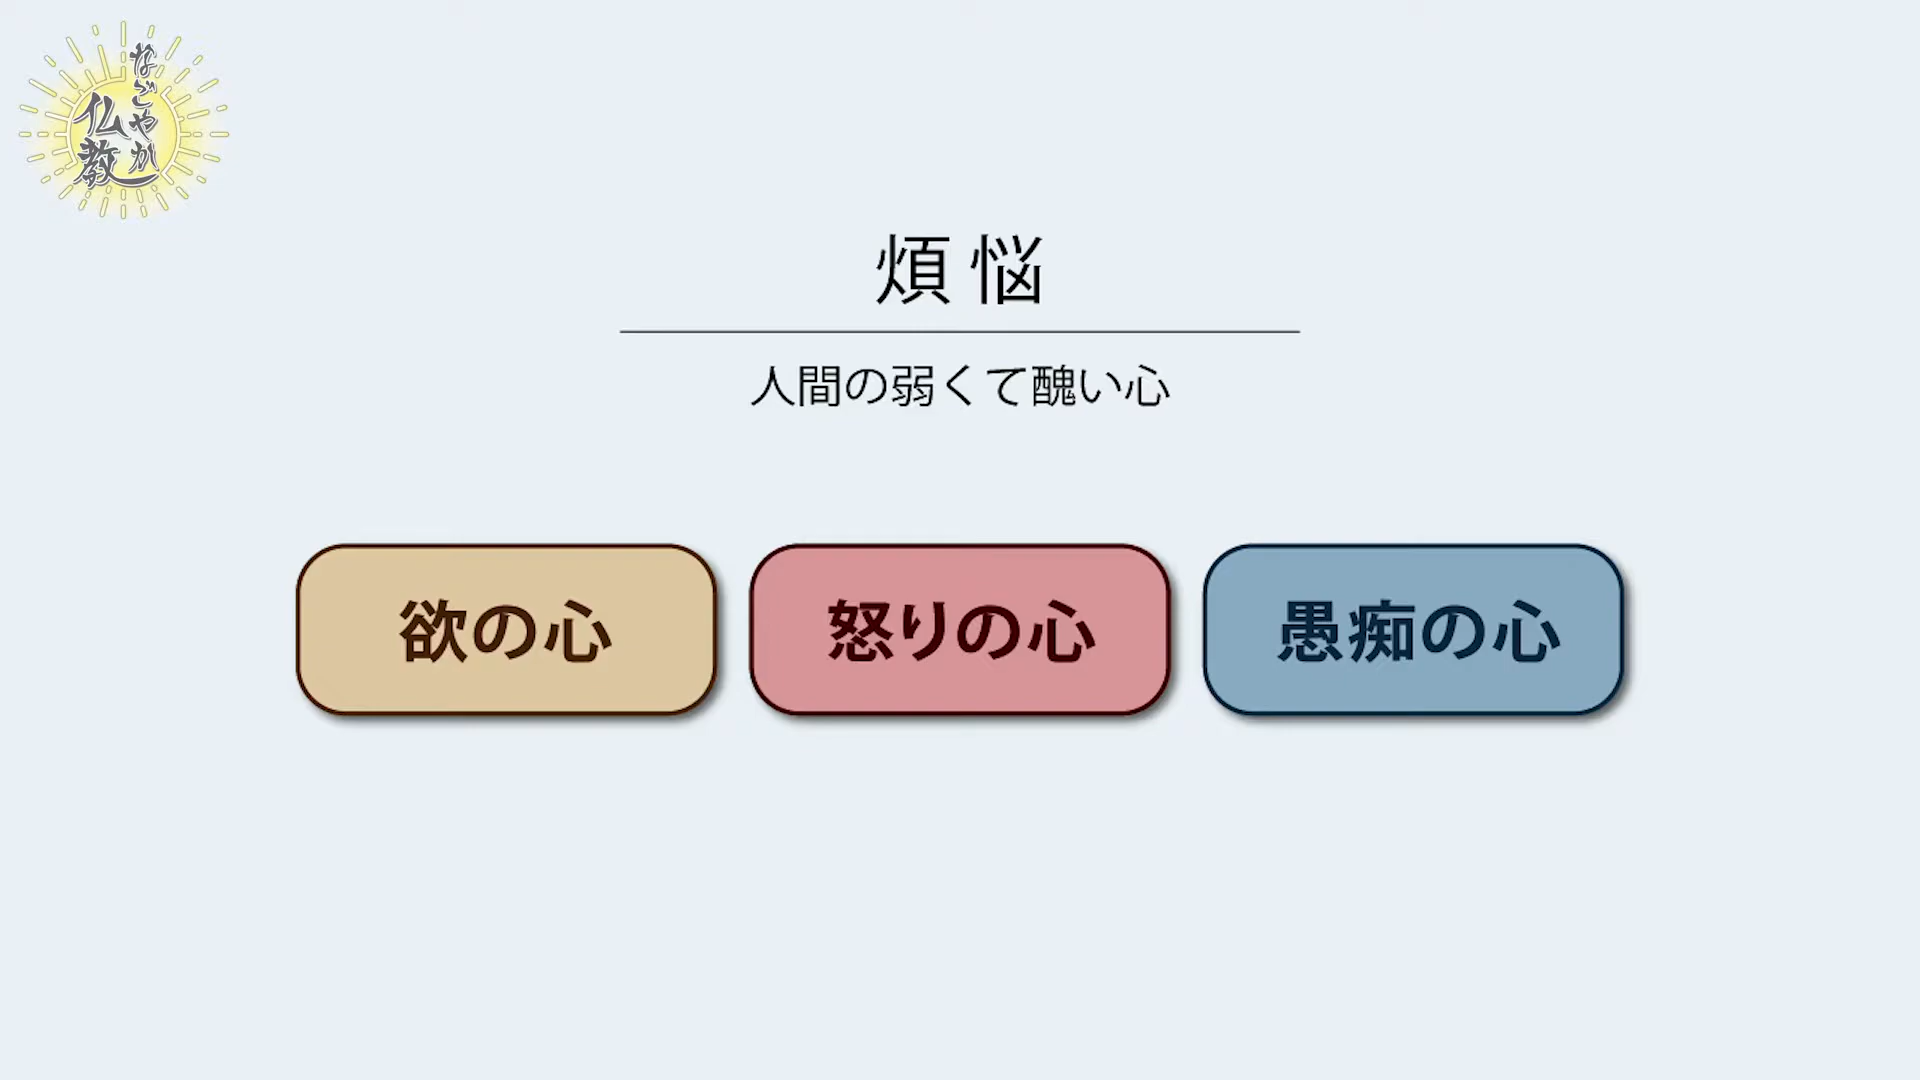 なごやか
仏教
煩悩
人間の弱くて醜い心
欲の心
怒りの心
愚痴の心